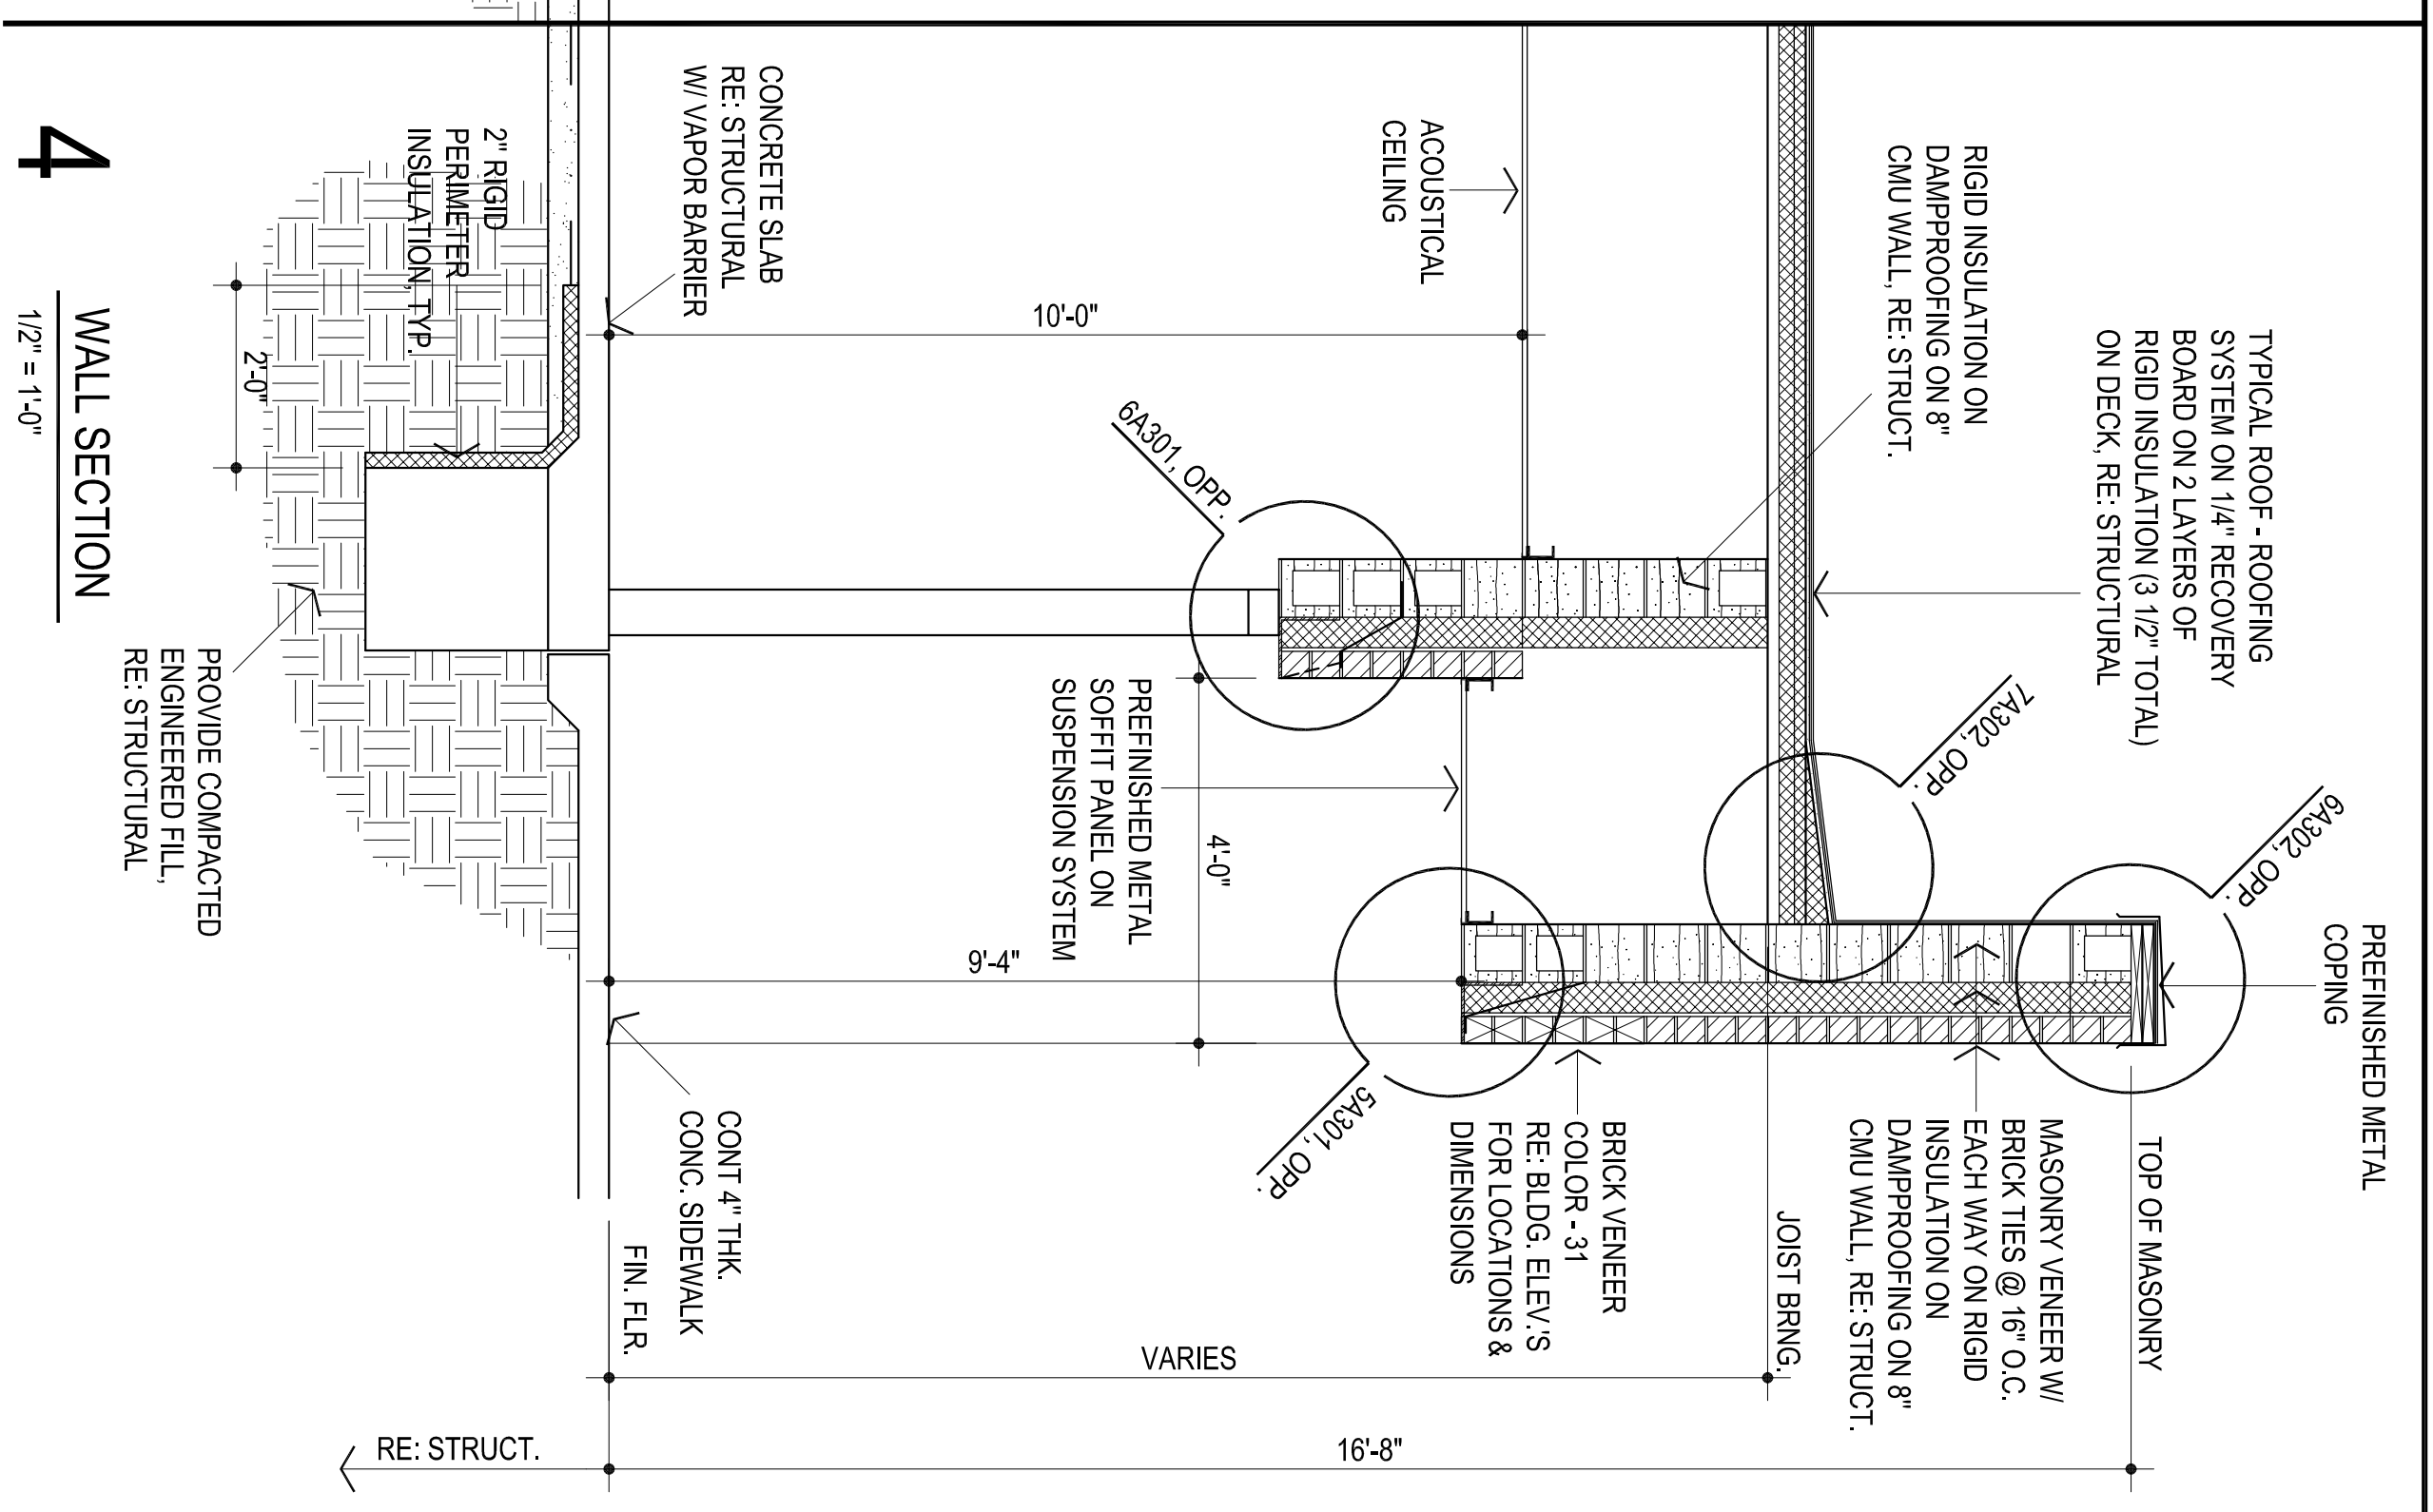 PREFINISHED METAL
COPING
6A302, OPP.
TYPICAL ROOF - ROOFING
SYSTEM ON 1/4" RECOVERY
BOARD ON 2 LAYERS OF
RIGID INSULATION (3 1/2" TOTAL)
ON DECK, RE: STRUCTURAL
7A302, OPP.
TOP OF MASONRY
RIGID INSULATION ON
DAMPPROOFING ON 8"
CMU WALL, RE: STRUCT.
MASONRY VENEER W/
BRICK TIES @ 16" O.C.
EACH WAY ON RIGID
INSULATION ON
DAMPPROOFING ON 8"
CMU WALL, RE: STRUCT.
JOIST BRNG.
ACOUSTICAL
CEILING
BRICK VENEER
COLOR - 31
RE: BLDG. ELEV.'S
FOR LOCATIONS &
DIMENSIONS
6A301, OPP.
5A301, OPP.
4'-0"
PREFINISHED METAL
SOFFIT PANEL ON
SUSPENSION SYSTEM
10'-0"
9'-4"
VARIES
16'-8"
CONCRETE SLAB
RE: STRUCTURAL
W/ VAPOR BARRIER
CONT 4" THK.
CONC. SIDEWALK
FIN. FLR.
2" RIGID
PERIMETER
INSULATION, TYP.
RE: STRUCT.
2'-0"
PROVIDE COMPACTED
ENGINEERED FILL,
RE: STRUCTURAL
4
WALL SECTION
1/2" = 1'-0"